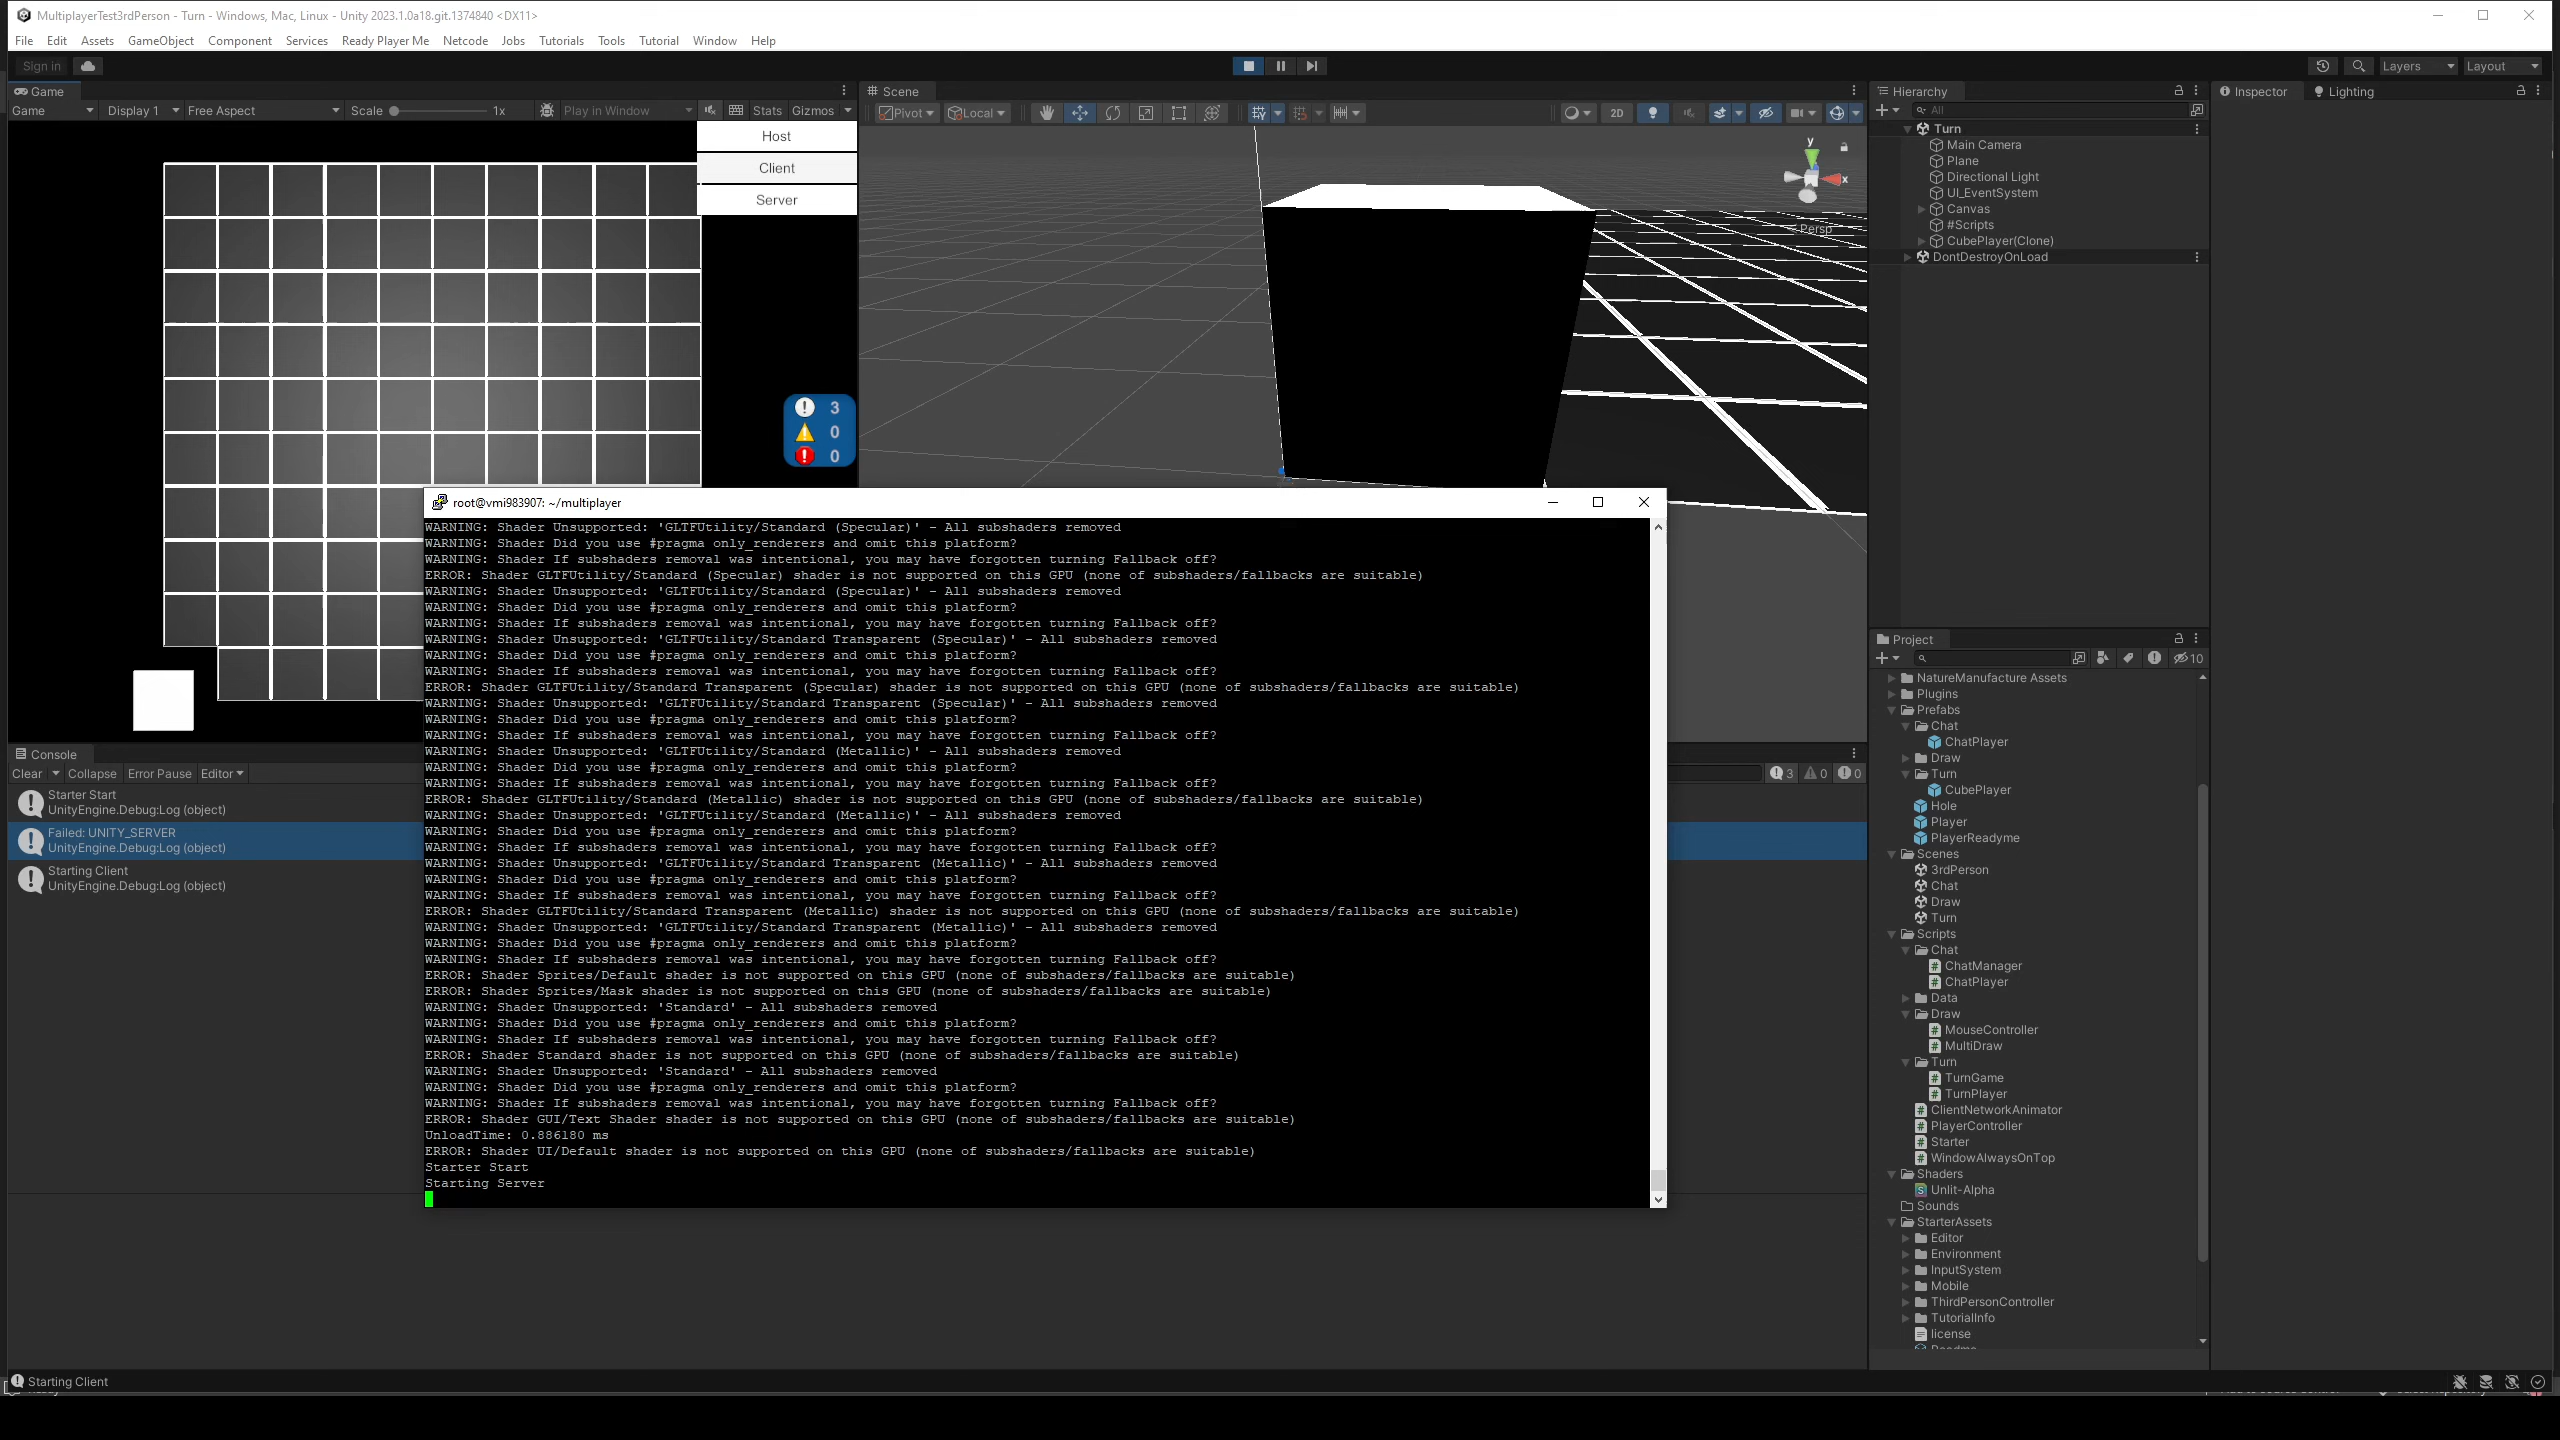 MultiplayerTest3rdPerson - Turn - Windows, Mac, Linux - Unity 2023.1.0a18.git.1374840 <DX11>
File Edit Assets GameObject Component Services Ready Player Me Netcode Jobs Tutorials Tools Tutorial Window Help
Sign in
Layers
Layout
Game
Game Display 1 Free Aspect Scale 1x Play in Window Stats Gizmos
Host
Client
Server
3
0
0
Scene
Pivot Local 2D
y
x
Persp
Hierarchy
All
Turn
Main Camera
Plane
Directional Light
UI_EventSystem
Canvas
#Scripts
CubePlayer(Clone)
DontDestroyOnLoad
Inspector Lighting
root@vmi983907: ~/multiplayer
WARNING: Shader Unsupported: 'GLTFUtility/Standard (Specular)' - All subshaders removed
WARNING: Shader Did you use #pragma only_renderers and omit this platform?
WARNING: Shader If subshaders removal was intentional, you may have forgotten turning Fallback off?
ERROR: Shader GLTFUtility/Standard (Specular) shader is not supported on this GPU (none of subshaders/fallbacks are suitable)
WARNING: Shader Unsupported: 'GLTFUtility/Standard (Specular)' - All subshaders removed
WARNING: Shader Did you use #pragma only_renderers and omit this platform?
WARNING: Shader If subshaders removal was intentional, you may have forgotten turning Fallback off?
WARNING: Shader Unsupported: 'GLTFUtility/Standard Transparent (Specular)' - All subshaders removed
WARNING: Shader Did you use #pragma only_renderers and omit this platform?
WARNING: Shader If subshaders removal was intentional, you may have forgotten turning Fallback off?
ERROR: Shader GLTFUtility/Standard Transparent (Specular) shader is not supported on this GPU (none of subshaders/fallbacks are suitable)
WARNING: Shader Unsupported: 'GLTFUtility/Standard Transparent (Specular)' - All subshaders removed
WARNING: Shader Did you use #pragma only_renderers and omit this platform?
WARNING: Shader If subshaders removal was intentional, you may have forgotten turning Fallback off?
WARNING: Shader Unsupported: 'GLTFUtility/Standard (Metallic)' - All subshaders removed
WARNING: Shader Did you use #pragma only_renderers and omit this platform?
WARNING: Shader If subshaders removal was intentional, you may have forgotten turning Fallback off?
ERROR: Shader GLTFUtility/Standard (Metallic) shader is not supported on this GPU (none of subshaders/fallbacks are suitable)
WARNING: Shader Unsupported: 'GLTFUtility/Standard (Metallic)' - All subshaders removed
WARNING: Shader Did you use #pragma only_renderers and omit this platform?
WARNING: Shader If subshaders removal was intentional, you may have forgotten turning Fallback off?
WARNING: Shader Unsupported: 'GLTFUtility/Standard Transparent (Metallic)' - All subshaders removed
WARNING: Shader Did you use #pragma only_renderers and omit this platform?
WARNING: Shader If subshaders removal was intentional, you may have forgotten turning Fallback off?
ERROR: Shader GLTFUtility/Standard Transparent (Metallic) shader is not supported on this GPU (none of subshaders/fallbacks are suitable)
WARNING: Shader Unsupported: 'GLTFUtility/Standard Transparent (Metallic)' - All subshaders removed
WARNING: Shader Did you use #pragma only_renderers and omit this platform?
WARNING: Shader If subshaders removal was intentional, you may have forgotten turning Fallback off?
ERROR: Shader Sprites/Default shader is not supported on this GPU (none of subshaders/fallbacks are suitable)
ERROR: Shader Sprites/Mask shader is not supported on this GPU (none of subshaders/fallbacks are suitable)
WARNING: Shader Unsupported: 'Standard' - All subshaders removed
WARNING: Shader Did you use #pragma only_renderers and omit this platform?
WARNING: Shader If subshaders removal was intentional, you may have forgotten turning Fallback off?
ERROR: Shader Standard shader is not supported on this GPU (none of subshaders/fallbacks are suitable)
WARNING: Shader Unsupported: 'Standard' - All subshaders removed
WARNING: Shader Did you use #pragma only_renderers and omit this platform?
WARNING: Shader If subshaders removal was intentional, you may have forgotten turning Fallback off?
ERROR: Shader GUI/Text Shader shader is not supported on this GPU (none of subshaders/fallbacks are suitable)
UnloadTime: 0.886180 ms
ERROR: Shader UI/Default shader is not supported on this GPU (none of subshaders/fallbacks are suitable)
Starter Start
Starting Server
Console
Clear Collapse Error Pause Editor
3 0 0
Starter Start
UnityEngine.Debug:Log (object)
Failed: UNITY_SERVER
UnityEngine.Debug:Log (object)
Starting Client
UnityEngine.Debug:Log (object)
Project
10
NatureManufacture Assets
Plugins
Prefabs
Chat
ChatPlayer
Draw
Turn
CubePlayer
Hole
Player
PlayerReadyme
Scenes
3rdPerson
Chat
Draw
Turn
Scripts
Chat
ChatManager
ChatPlayer
Data
Draw
MouseController
MultiDraw
Turn
TurnGame
TurnPlayer
ClientNetworkAnimator
PlayerController
Starter
WindowAlwaysOnTop
Shaders
Unlit-Alpha
Sounds
StarterAssets
Editor
Environment
InputSystem
Mobile
ThirdPersonController
TutorialInfo
license
Starting Client